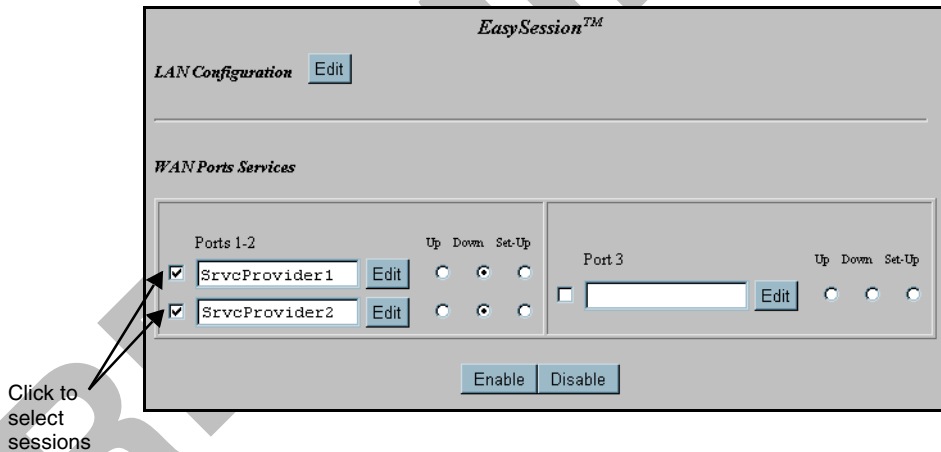 EasySession™
LAN Configuration Edit
WAN Ports Services
Ports 1-2 Up Down Set-Up
SrvcProvider1 Edit
SrvcProvider2 Edit
Port 3 Up Down Set-Up
Edit
Enable Disable
Click to
select
sessions